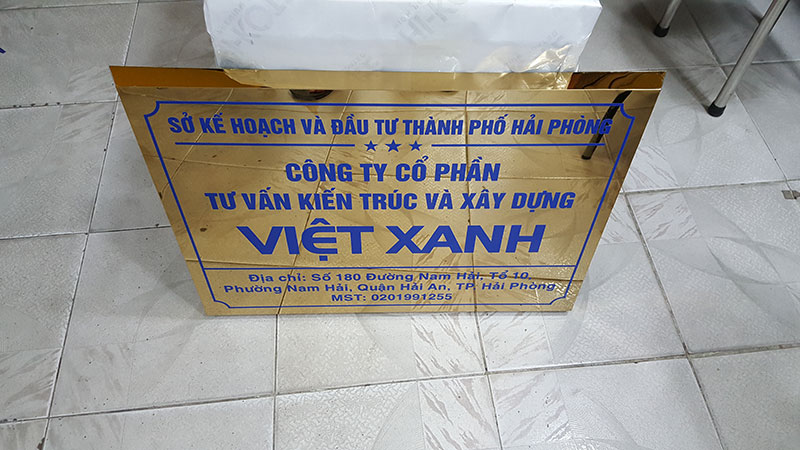 SỞ KẾ HOẠCH VÀ ĐẦU TƯ THÀNH PHỐ HẢI PHÒNG
CÔNG TY CỔ PHẦN
TƯ VẤN KIẾN TRÚC VÀ XÂY DỰNG
VIỆT XANH
Địa chỉ: Số 180 Đường Nam Hải, Tổ 10,
Phường Nam Hải, Quận Hải An, TP. Hải Phòng
MST: 0201991255